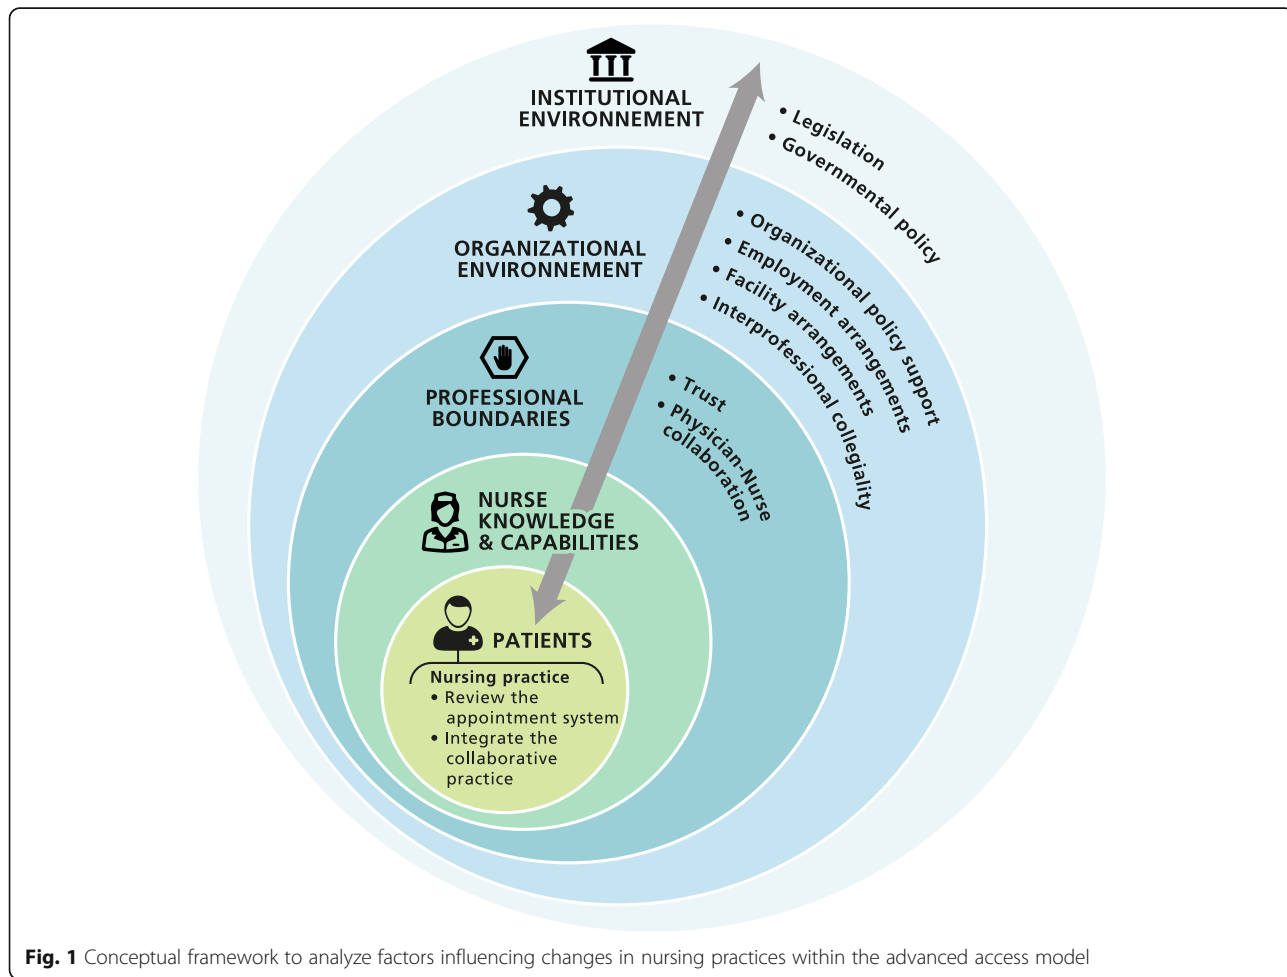 INSTITUTIONAL
ENVIRONNEMENT
• Legislation
• Governmental policy
ORGANIZATIONAL
ENVIRONNEMENT
• Organizational policy support
• Employment arrangements
• Facility arrangements
• Interprofessional collegiality
PROFESSIONAL
BOUNDARIES
• Trust
• Physician-Nurse
collaboration
NURSE
KNOWLEDGE
& CAPABILITIES
PATIENTS
Nursing practice
• Review the
appointment system
• Integrate the
collaborative
practice
Fig. 1 Conceptual framework to analyze factors influencing changes in nursing practices within the advanced access model